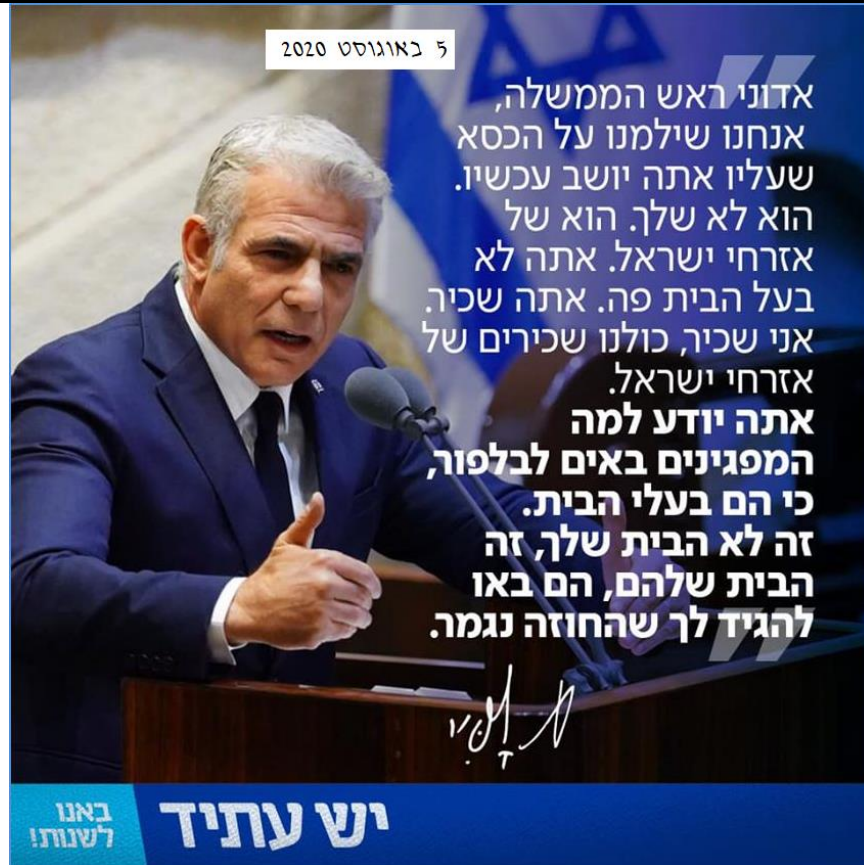 5 באוגוסט 2020
"אדוני ראש הממשלה,
אנחנו שילמנו על הכסא
שעליו אתה יושב עכשיו.
הוא לא שלך. הוא של
אזרחי ישראל. אתה לא
בעל הבית פה. אתה שכיר.
אני שכיר, כולנו שכירים של
אזרחי ישראל.
אתה יודע למה
המפגינים באים לבלפור,
כי הם בעלי הבית.
זה לא הבית שלך, זה
הבית שלהם, הם באו
להגיד לך שהחוזה נגמר."
יש עתיד
באנו
לשנות!